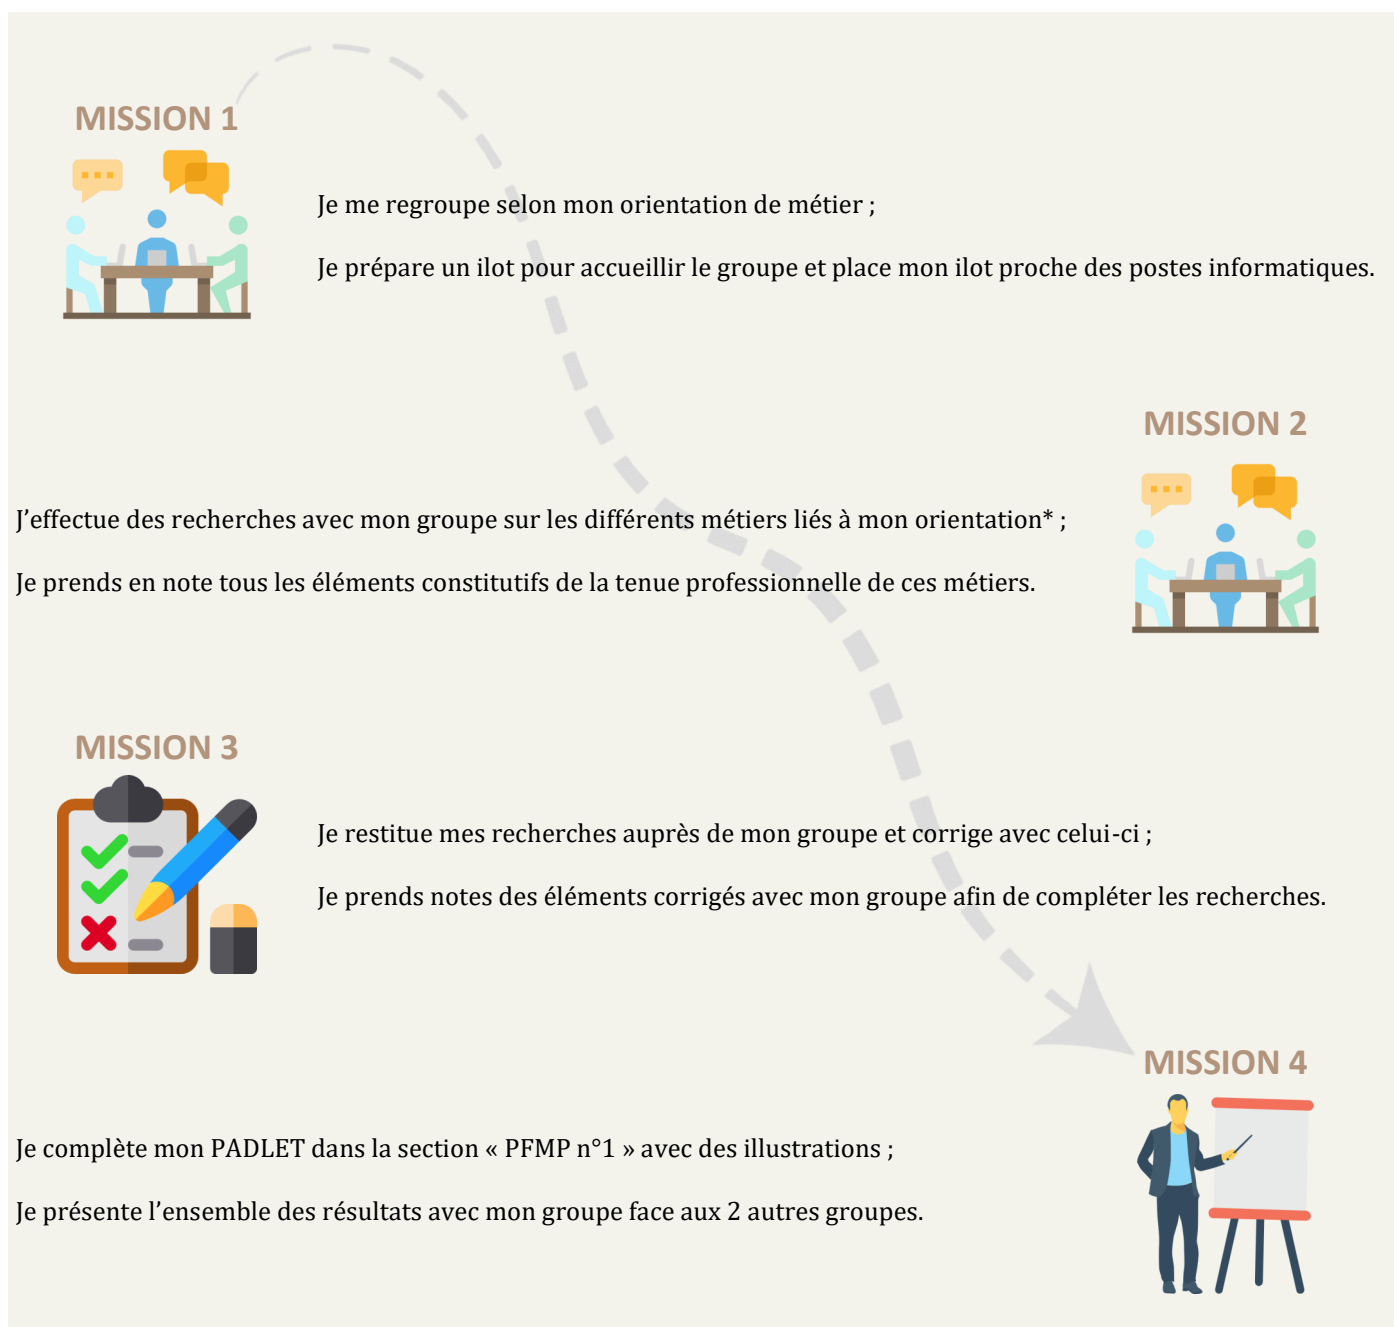 MISSION 1
Je me regroupe selon mon orientation de métier ;
Je prépare un ilot pour accueillir le groupe et place mon ilot proche des postes informatiques.
MISSION 2
J’effectue des recherches avec mon groupe sur les différents métiers liés à mon orientation* ;
Je prends en note tous les éléments constitutifs de la tenue professionnelle de ces métiers.
MISSION 3
Je restitue mes recherches auprès de mon groupe et corrige avec celui-ci ;
Je prends notes des éléments corrigés avec mon groupe afin de compléter les recherches.
MISSION 4
Je complète mon PADLET dans la section « PFMP n°1 » avec des illustrations ;
Je présente l’ensemble des résultats avec mon groupe face aux 2 autres groupes.